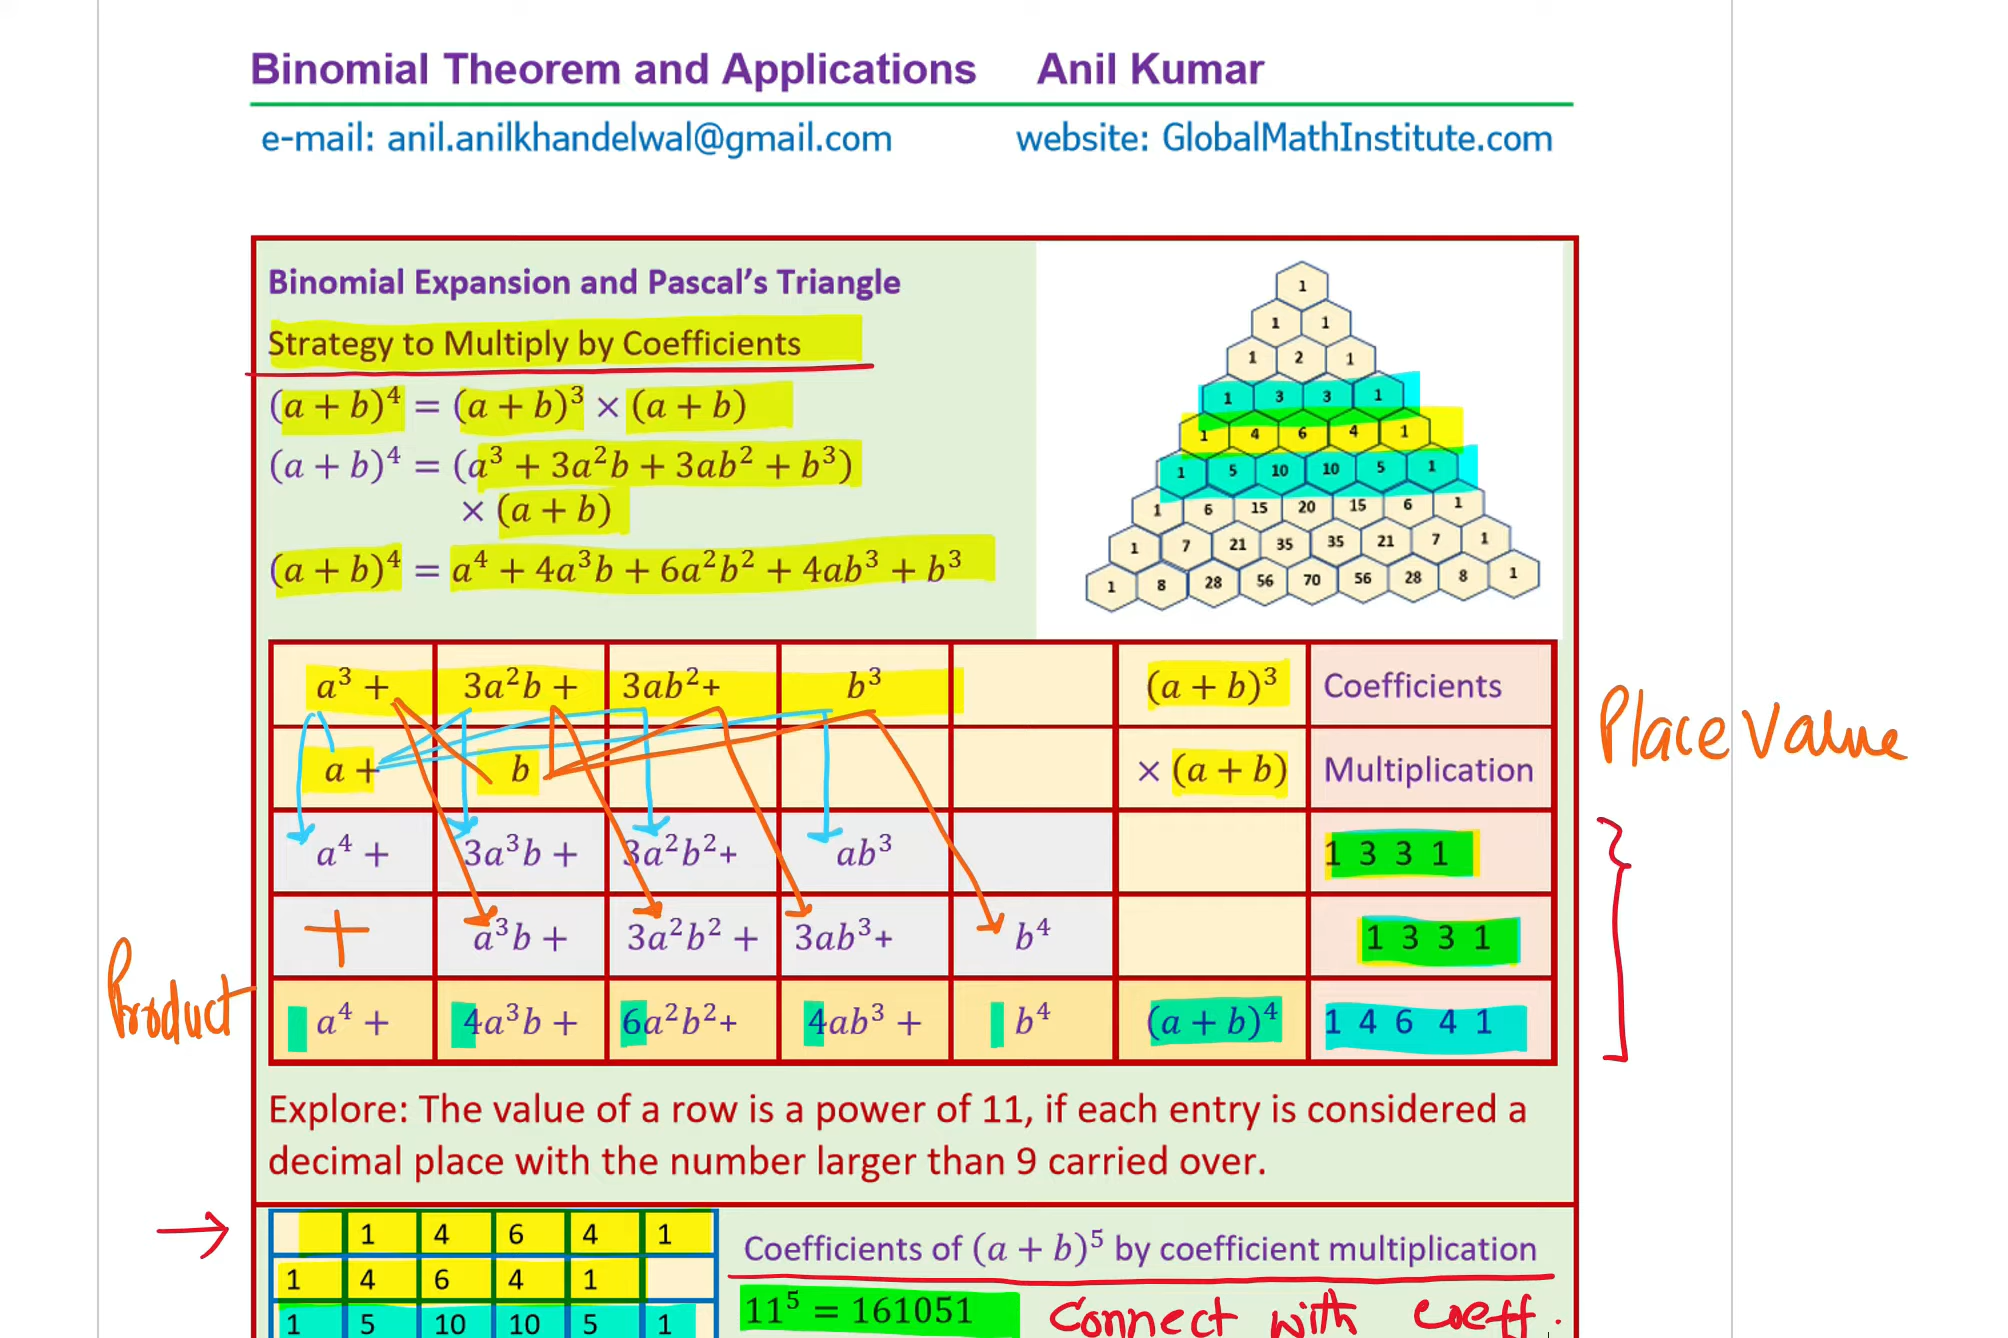 Binomial Theorem and Applications Anil Kumar
e-mail: anil.anilkhandelwal@gmail.com website: GlobalMathInstitute.com
Binomial Expansion and Pascal's Triangle
Strategy to Multiply by Coefficients
(a + b)⁴ = (a + b)³ × (a + b)
(a + b)⁴ = (a³ + 3a²b + 3ab² + b³)
× (a + b)
(a + b)⁴ = a⁴ + 4a³b + 6a²b² + 4ab³ + b³
1
1 1
1 2 1
1 3 3 1
1 4 6 4 1
1 5 10 10 5 1
1 6 15 20 15 6 1
1 7 21 35 35 21 7 1
1 8 28 56 70 56 28 8 1
a³ + 3a²b + 3ab²+ b³ (a + b)³ Coefficients
a + b × (a + b) Multiplication
Place Value
a⁴ + 3a³b + 3a²b²+ ab³ 1 3 3 1
+ a³b + 3a²b² + 3ab³+ b⁴ 1 3 3 1
Product
a⁴ + 4a³b + 6a²b²+ 4ab³ + b⁴ (a + b)⁴ 1 4 6 4 1
Explore: The value of a row is a power of 11, if each entry is considered a
decimal place with the number larger than 9 carried over.
1 4 6 4 1
1 4 6 4 1
1 5 10 10 5 1
Coefficients of (a + b)⁵ by coefficient multiplication
11⁵ = 161051 Connect with coeff.